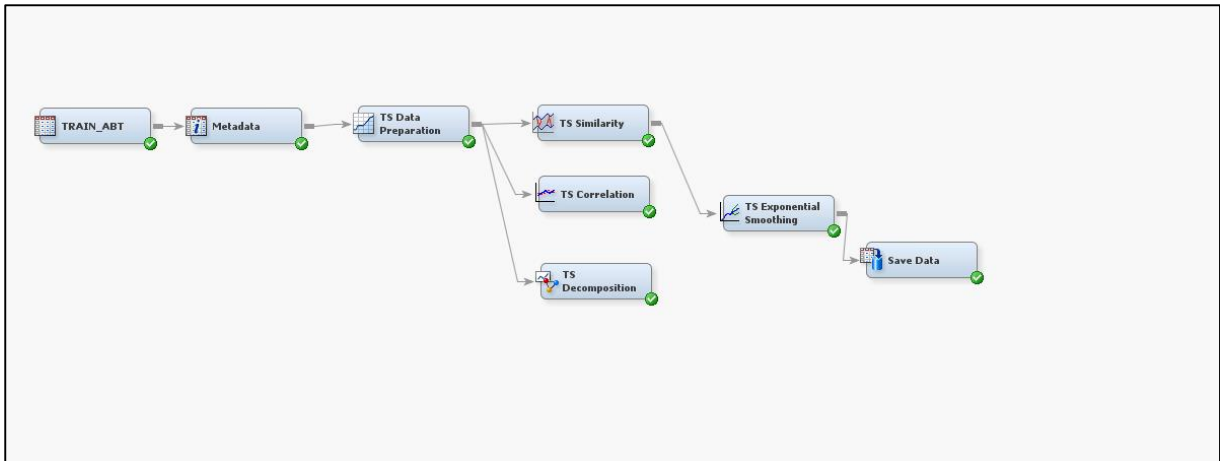 TRAIN_ABT
Metadata
TS Data
Preparation
TS Similarity
TS Correlation
TS
Decomposition
TS Exponential
Smoothing
Save Data